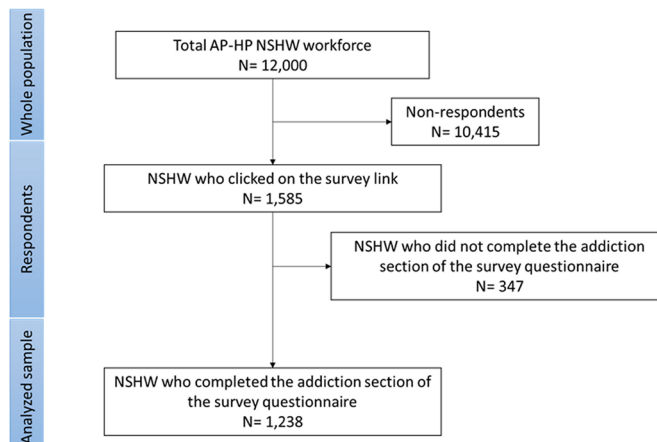 Whole population
Total AP-HP NSHW workforce
N= 12,000
Non-respondents
N= 10,415
Respondents
NSHW who clicked on the survey link
N= 1,585
NSHW who did not complete the addiction
section of the survey questionnaire
N= 347
Analyzed sample
NSHW who completed the addiction section of
the survey questionnaire
N= 1,238